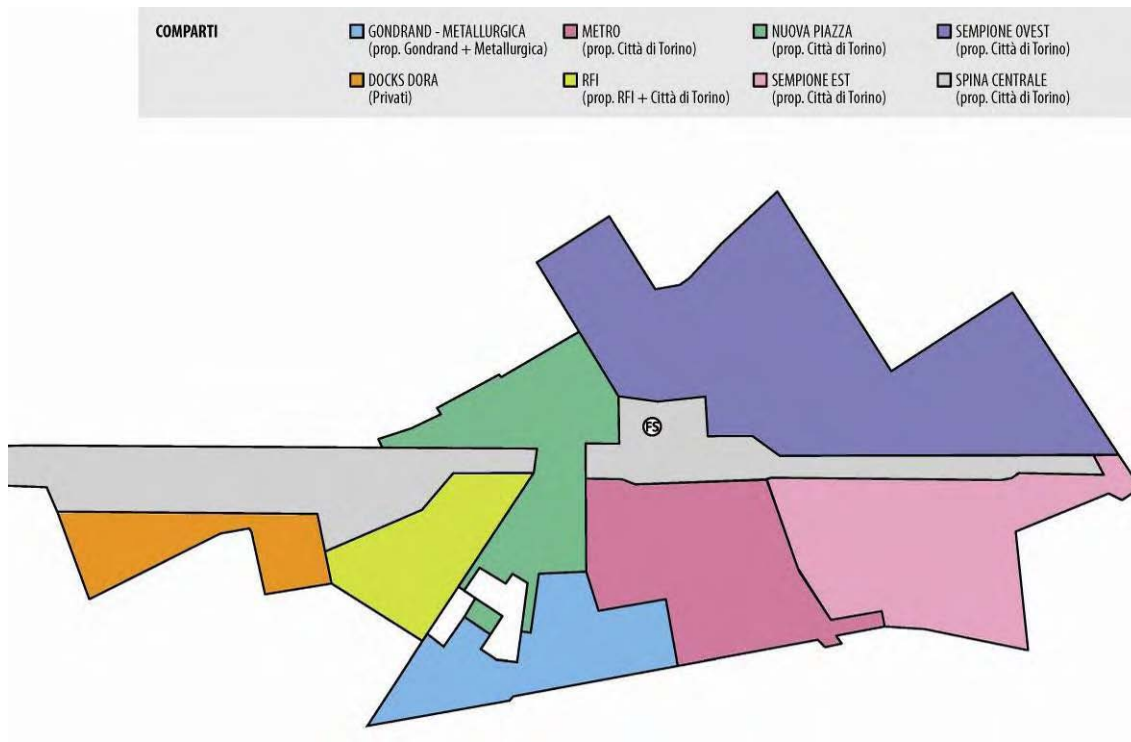 COMPARTI
GONDRAND - METALLURGICA
(prop. Gondrand + Metallurgica)
METRO
(prop. Città di Torino)
NUOVA PIAZZA
(prop. Città di Torino)
SEMPIONE OVEST
(prop. Città di Torino)
DOCKS DORA
(Privati)
RFI
(prop. RFI + Città di Torino)
SEMPIONE EST
(prop. Città di Torino)
SPINA CENTRALE
(prop. Città di Torino)
FS